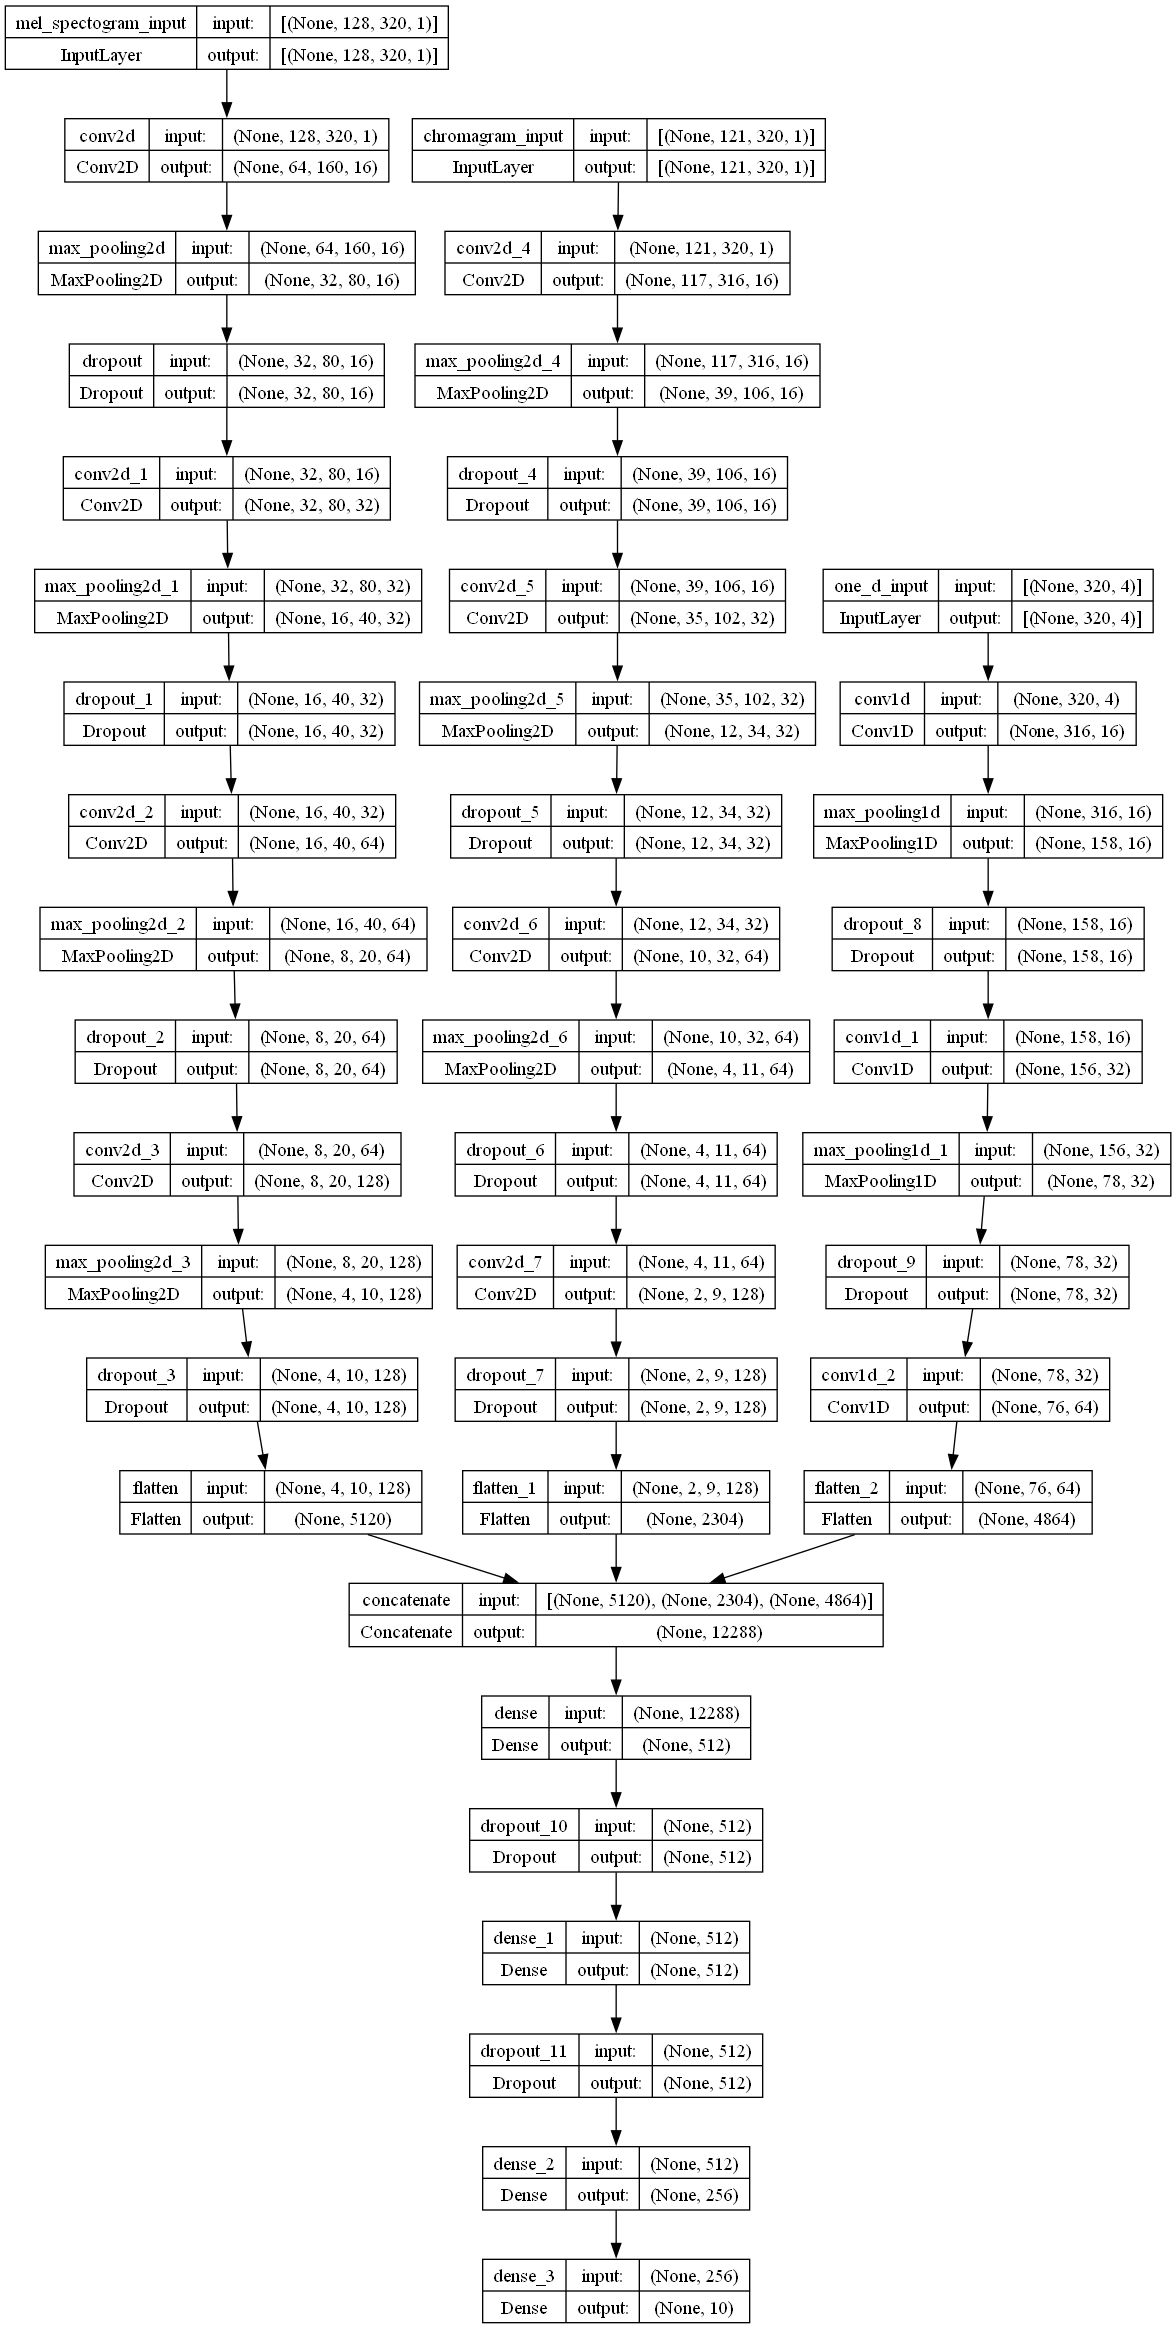 mel_spectogram_input input: [(None, 128, 320, 1)]
InputLayer output: [(None, 128, 320, 1)]
conv2d input: (None, 128, 320, 1)
Conv2D output: (None, 64, 160, 16)
max_pooling2d input: (None, 64, 160, 16)
MaxPooling2D output: (None, 32, 80, 16)
dropout input: (None, 32, 80, 16)
Dropout output: (None, 32, 80, 16)
conv2d_1 input: (None, 32, 80, 16)
Conv2D output: (None, 32, 80, 32)
max_pooling2d_1 input: (None, 32, 80, 32)
MaxPooling2D output: (None, 16, 40, 32)
dropout_1 input: (None, 16, 40, 32)
Dropout output: (None, 16, 40, 32)
conv2d_2 input: (None, 16, 40, 32)
Conv2D output: (None, 16, 40, 64)
max_pooling2d_2 input: (None, 16, 40, 64)
MaxPooling2D output: (None, 8, 20, 64)
dropout_2 input: (None, 8, 20, 64)
Dropout output: (None, 8, 20, 64)
conv2d_3 input: (None, 8, 20, 64)
Conv2D output: (None, 8, 20, 128)
max_pooling2d_3 input: (None, 8, 20, 128)
MaxPooling2D output: (None, 4, 10, 128)
dropout_3 input: (None, 4, 10, 128)
Dropout output: (None, 4, 10, 128)
flatten input: (None, 4, 10, 128)
Flatten output: (None, 5120)
chromagram_input input: [(None, 121, 320, 1)]
InputLayer output: [(None, 121, 320, 1)]
conv2d_4 input: (None, 121, 320, 1)
Conv2D output: (None, 117, 316, 16)
max_pooling2d_4 input: (None, 117, 316, 16)
MaxPooling2D output: (None, 39, 106, 16)
dropout_4 input: (None, 39, 106, 16)
Dropout output: (None, 39, 106, 16)
conv2d_5 input: (None, 39, 106, 16)
Conv2D output: (None, 35, 102, 32)
max_pooling2d_5 input: (None, 35, 102, 32)
MaxPooling2D output: (None, 12, 34, 32)
dropout_5 input: (None, 12, 34, 32)
Dropout output: (None, 12, 34, 32)
conv2d_6 input: (None, 12, 34, 32)
Conv2D output: (None, 10, 32, 64)
max_pooling2d_6 input: (None, 10, 32, 64)
MaxPooling2D output: (None, 4, 11, 64)
dropout_6 input: (None, 4, 11, 64)
Dropout output: (None, 4, 11, 64)
conv2d_7 input: (None, 4, 11, 64)
Conv2D output: (None, 2, 9, 128)
dropout_7 input: (None, 2, 9, 128)
Dropout output: (None, 2, 9, 128)
flatten_1 input: (None, 2, 9, 128)
Flatten output: (None, 2304)
one_d_input input: [(None, 320, 4)]
InputLayer output: [(None, 320, 4)]
conv1d input: (None, 320, 4)
Conv1D output: (None, 316, 16)
max_pooling1d input: (None, 316, 16)
MaxPooling1D output: (None, 158, 16)
dropout_8 input: (None, 158, 16)
Dropout output: (None, 158, 16)
conv1d_1 input: (None, 158, 16)
Conv1D output: (None, 156, 32)
max_pooling1d_1 input: (None, 156, 32)
MaxPooling1D output: (None, 78, 32)
dropout_9 input: (None, 78, 32)
Dropout output: (None, 78, 32)
conv1d_2 input: (None, 78, 32)
Conv1D output: (None, 76, 64)
flatten_2 input: (None, 76, 64)
Flatten output: (None, 4864)
concatenate input: [(None, 5120), (None, 2304), (None, 4864)]
Concatenate output: (None, 12288)
dense input: (None, 12288)
Dense output: (None, 512)
dropout_10 input: (None, 512)
Dropout output: (None, 512)
dense_1 input: (None, 512)
Dense output: (None, 512)
dropout_11 input: (None, 512)
Dropout output: (None, 512)
dense_2 input: (None, 512)
Dense output: (None, 256)
dense_3 input: (None, 256)
Dense output: (None, 10)